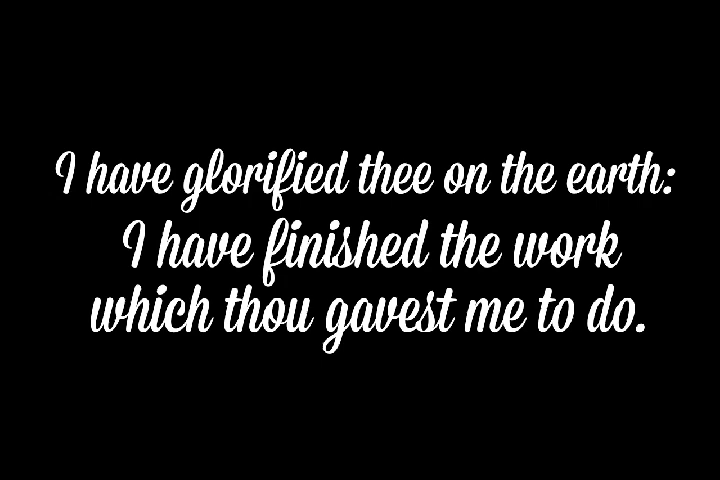 I have glorified thee on the earth:
I have finished the work
which thou gavest me to do.